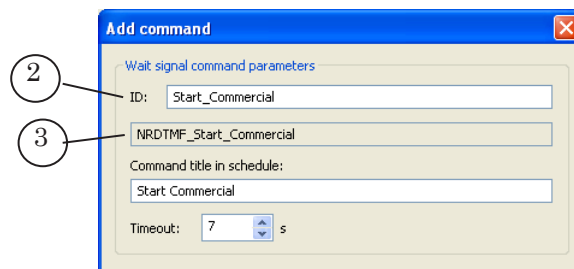 Add command
Wait signal command parameters
2
ID: Start_Commercial
3
NRDTMF_Start_Commercial
Command title in schedule:
Start Commercial
Timeout: 7 s